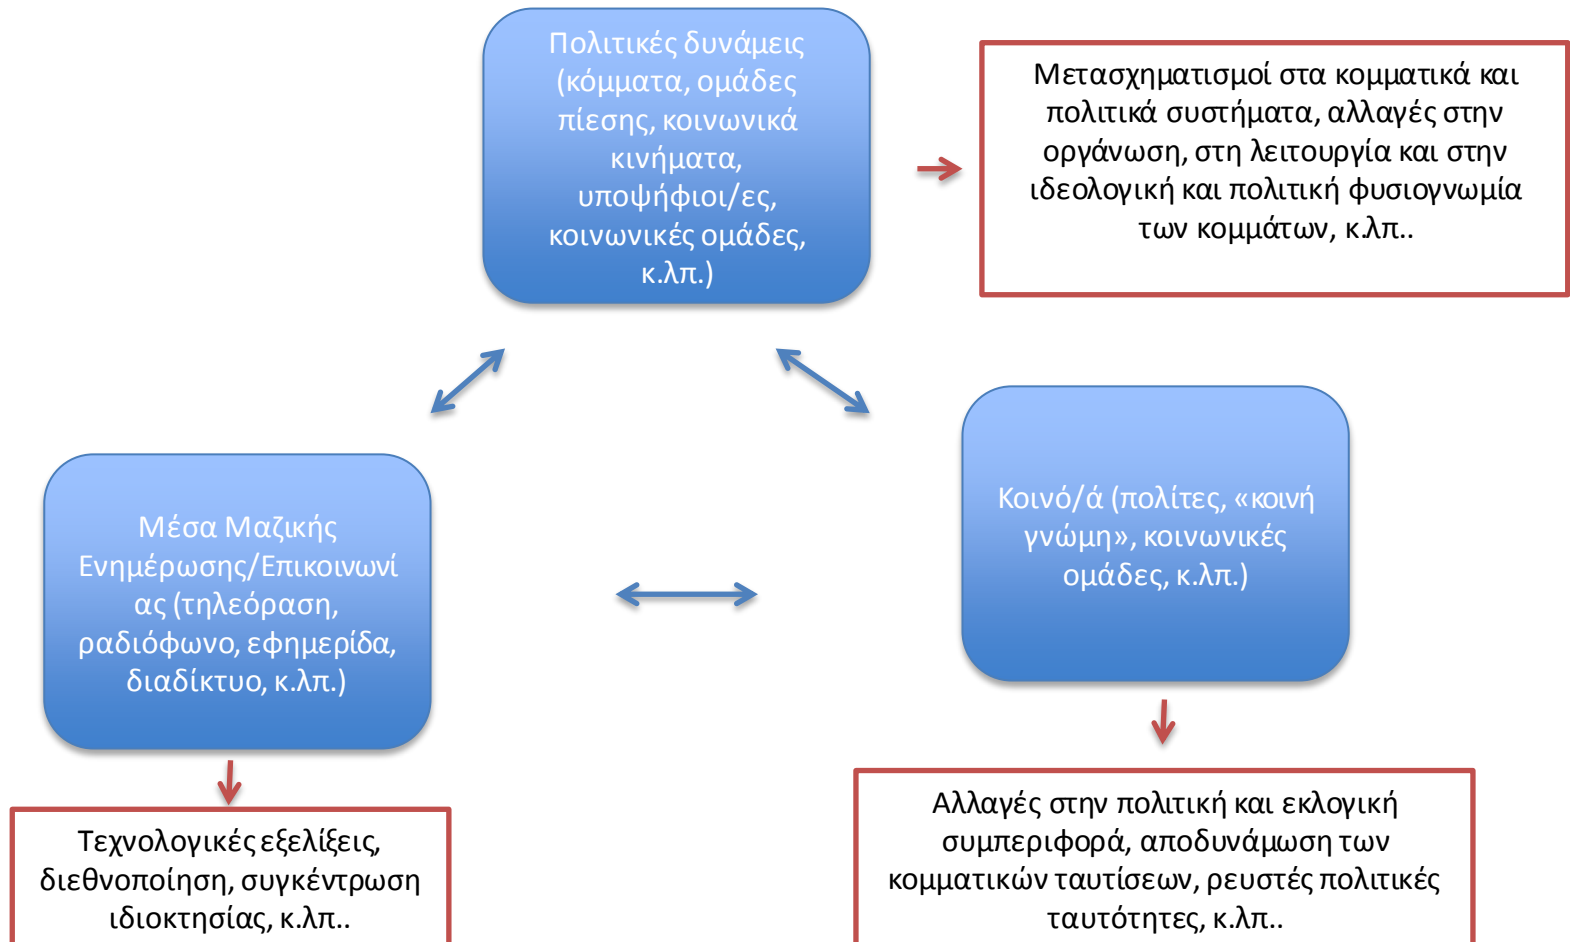 Πολιτικές δυνάμεις
(κόμματα, ομάδες
πίεσης, κοινωνικά
κινήματα,
υποψήφιοι/ες,
κοινωνικές ομάδες,
κ.λπ.)
Μετασχηματισμοί στα κομματικά και
πολιτικά συστήματα, αλλαγές στην
οργάνωση, στη λειτουργία και στην
ιδεολογική και πολιτική φυσιογνωμία
των κομμάτων, κ.λπ..
Μέσα Μαζικής
Ενημέρωσης/Επικοινωνί
ας (τηλεόραση,
ραδιόφωνο, εφημερίδα,
διαδίκτυο, κ.λπ.)
Κοινό/ά (πολίτες, «κοινή
γνώμη», κοινωνικές
ομάδες, κ.λπ.)
Τεχνολογικές εξελίξεις,
διεθνοποίηση, συγκέντρωση
ιδιοκτησίας, κ.λπ..
Αλλαγές στην πολιτική και εκλογική
συμπεριφορά, αποδυνάμωση των
κομματικών ταυτίσεων, ρευστές πολιτικές
ταυτότητες, κ.λπ..